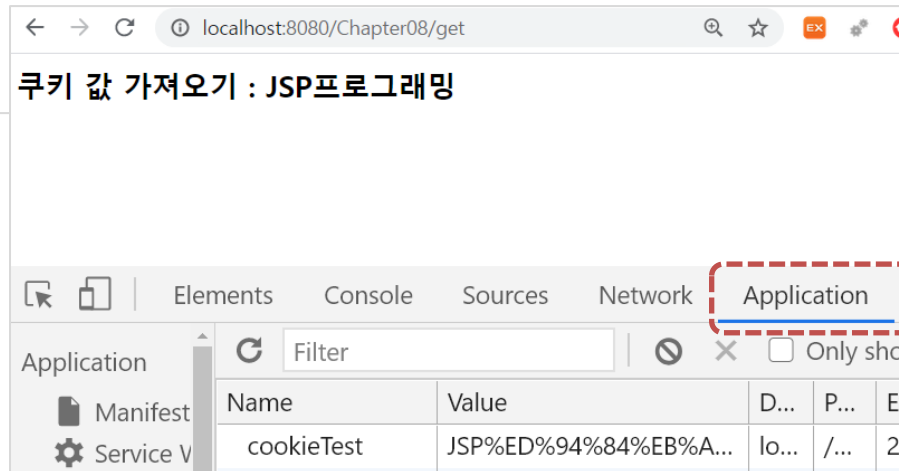 localhost:8080/Chapter08/get
EX
쿠키 값 가져오기 : JSP프로그래밍
Elements Console Sources Network Application
Application
Filter
Only sho
Manifest
Name Value D... P... E
Service W
cookieTest JSP%ED%94%84%EB%A... lo... /... 2